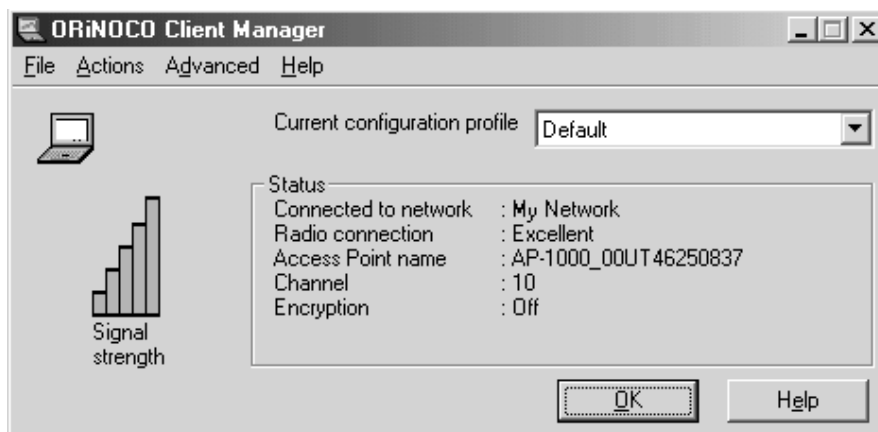 ORiNOCO Client Manager
File Actions Advanced Help
Current configuration profile Default
Status
Connected to network : My Network
Radio connection : Excellent
Access Point name : AP-1000_00UT46250837
Channel : 10
Encryption : Off
Signal
strength
OK Help